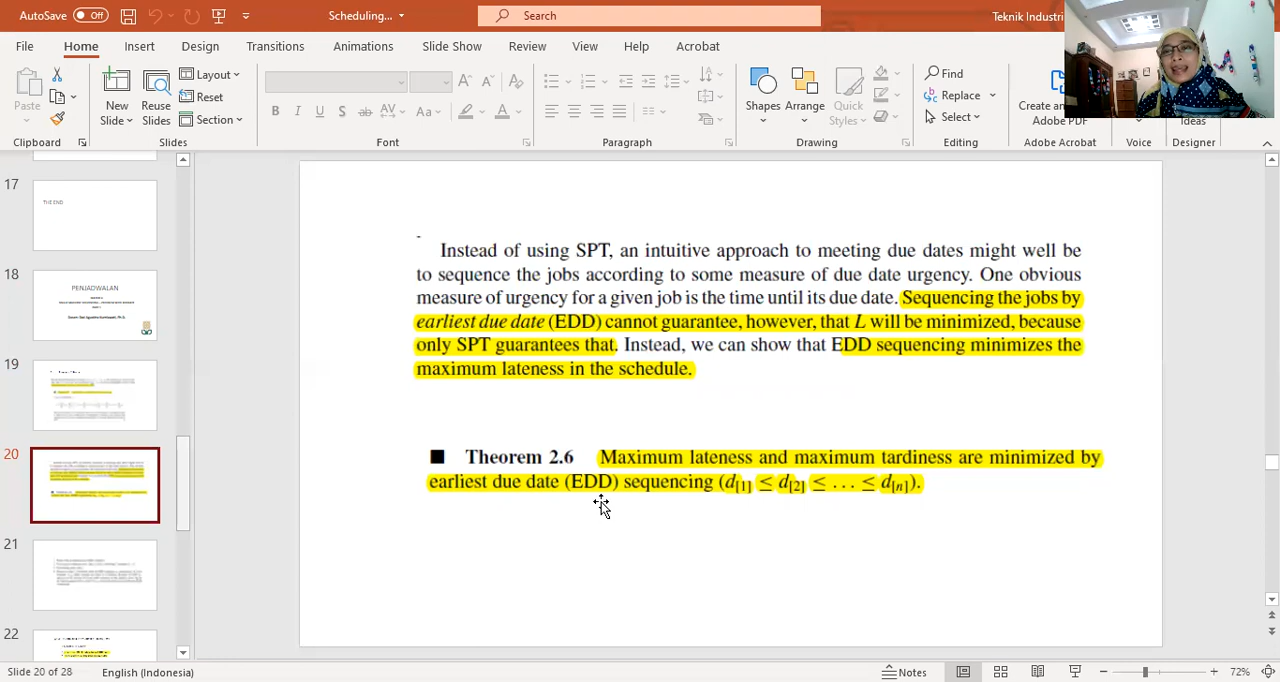 AutoSave Off Scheduling... Search Teknik Industri
File Home Insert Design Transitions Animations Slide Show Review View Help Acrobat
Paste New Slide Reuse Slides Layout Reset Section
B I U S ab AV Aa A
Shapes Arrange Quick Styles
Find Replace Select
Create an
Adobe PDF Ideas
Clipboard Slides Font Paragraph Drawing Editing Adobe Acrobat Voice Designer
17
THE END
18
PENJADWALAN
19
20
21
22
Instead of using SPT, an intuitive approach to meeting due dates might well be
to sequence the jobs according to some measure of due date urgency. One obvious
measure of urgency for a given job is the time until its due date. Sequencing the jobs by
earliest due date (EDD) cannot guarantee, however, that L will be minimized, because
only SPT guarantees that. Instead, we can show that EDD sequencing minimizes the
maximum lateness in the schedule.
■ Theorem 2.6 Maximum lateness and maximum tardiness are minimized by
earliest due date (EDD) sequencing (d[1] ≤ d[2] ≤ … ≤ d[n]).
Slide 20 of 28 English (Indonesia) Notes 72%